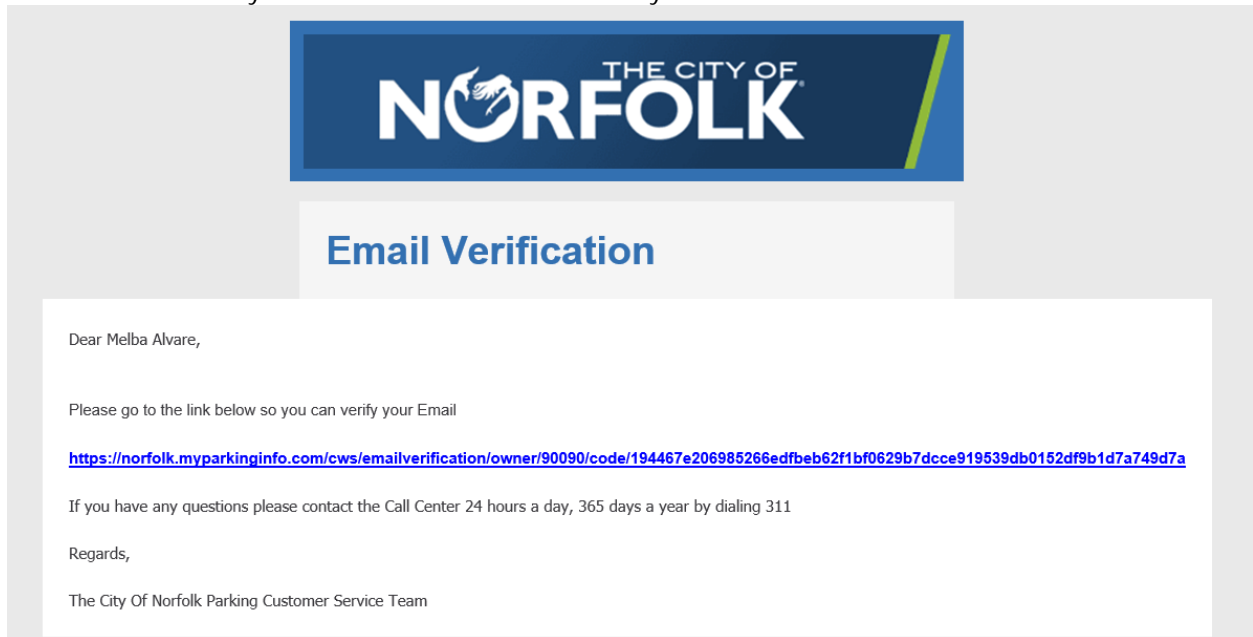 THE CITY OF
NORFOLK
Email Verification
Dear Melba Alvare,
Please go to the link below so you can verify your Email
https://norfolk.myparkinginfo.com/cws/emailverification/owner/90090/code/194467e206985266edfbeb62f1bf0629b7dcce919539db0152df9b1d7a749d7a
If you have any questions please contact the Call Center 24 hours a day, 365 days a year by dialing 311
Regards,
The City Of Norfolk Parking Customer Service Team